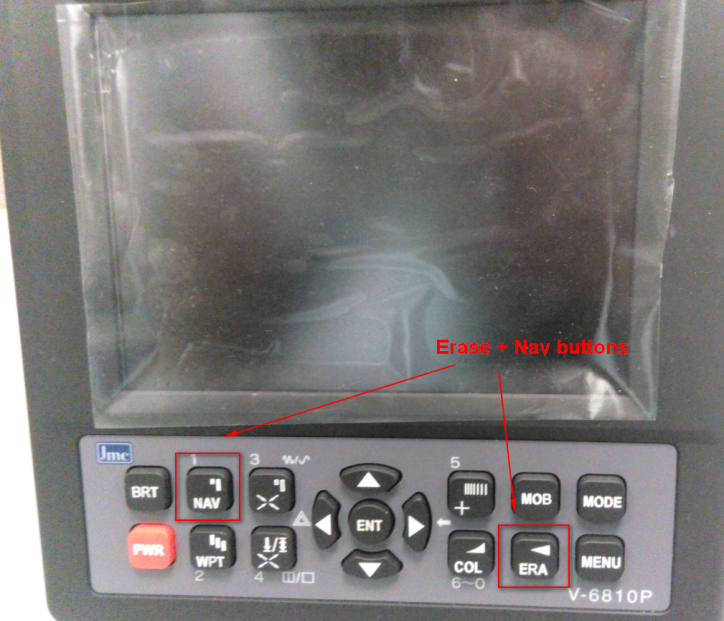 Erase + Nav buttons
Jmc
1
3
5
BRT
NAV
+
MOB
MODE
ENT
PWR
WPT
COL
ERA
MENU
2
4
6~0
V-6810P